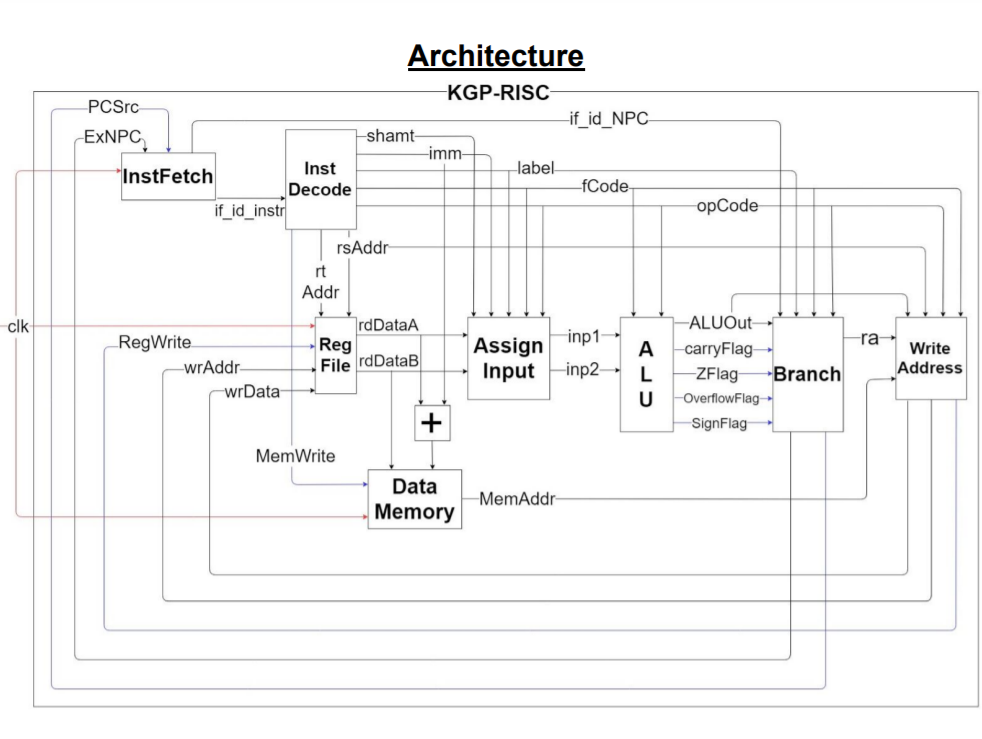 Architecture
KGP-RISC
PCSrc
if_id_NPC
ExNPC
shamt
imm
InstFetch
Inst
Decode
label
fCode
opCode
if_id_instr
rsAddr
rt
Addr
clk
rdDataA
ALUOut
RegWrite
Reg
File
Assign
Input
inp1
A
L
U
carryFlag
ra
Write
Address
wrAddr
rdDataB
inp2
ZFlag
Branch
wrData
OverflowFlag
+
SignFlag
MemWrite
Data
Memory
MemAddr